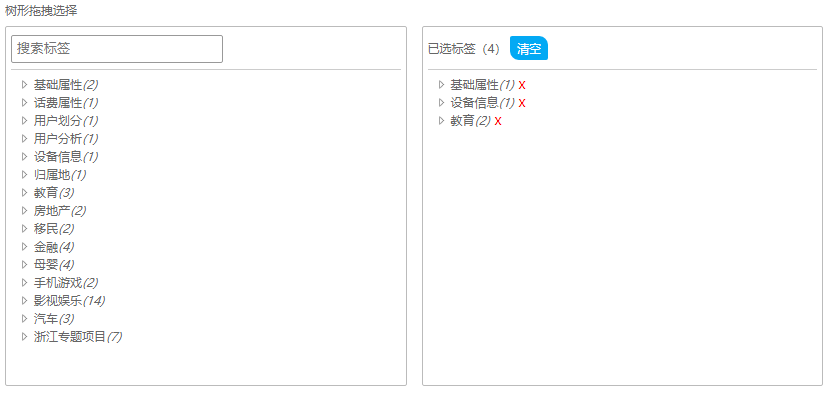 树形拖拽选择
搜索标签
基础属性(2)
话费属性(1)
用户划分(1)
用户分析(1)
设备信息(1)
归属地(1)
教育(3)
房地产(2)
移民(2)
金融(4)
母婴(4)
手机游戏(2)
影视娱乐(14)
汽车(3)
浙江专题项目(7)
已选标签（4） 清空
基础属性(1) x
设备信息(1) x
教育(2) x